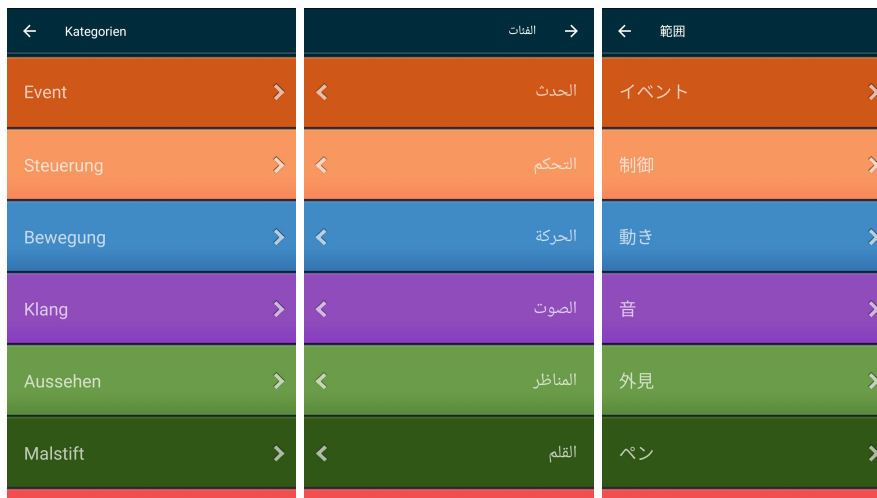 Kategorien
Event
Steuerung
Bewegung
Klang
Aussehen
Malstift
الفئات
الحدث
التحكم
الحركة
الصوت
المناظر
القلم
範囲
イベント
制御
動き
音
外見
ペン